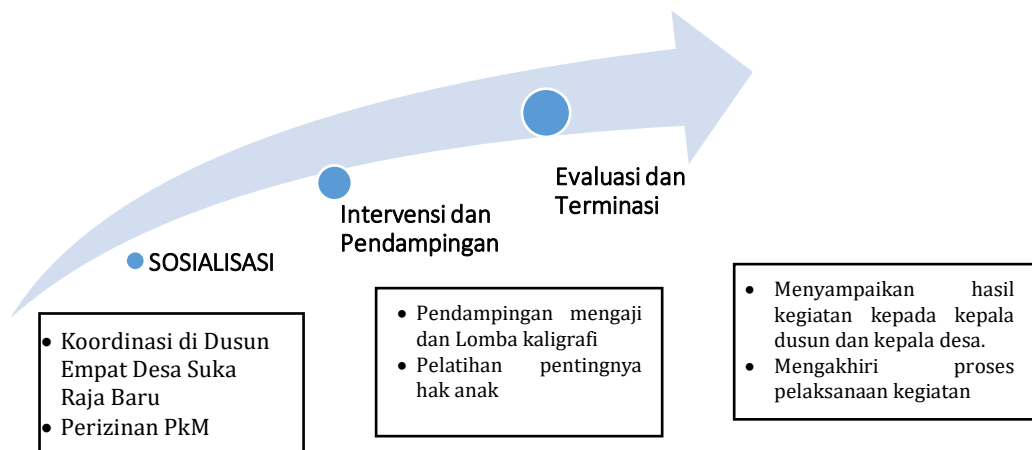 SOSIALISASI
Intervensi dan
Pendampingan
Evaluasi dan
Terminasi
• Koordinasi di Dusun
Empat Desa Suka
Raja Baru
• Perizinan PkM
• Pendampingan mengaji
dan Lomba kaligrafi
• Pelatihan pentingnya
hak anak
• Menyampaikan hasil
kegiatan kepada kepala
dusun dan kepala desa.
• Mengakhiri proses
pelaksanaan kegiatan